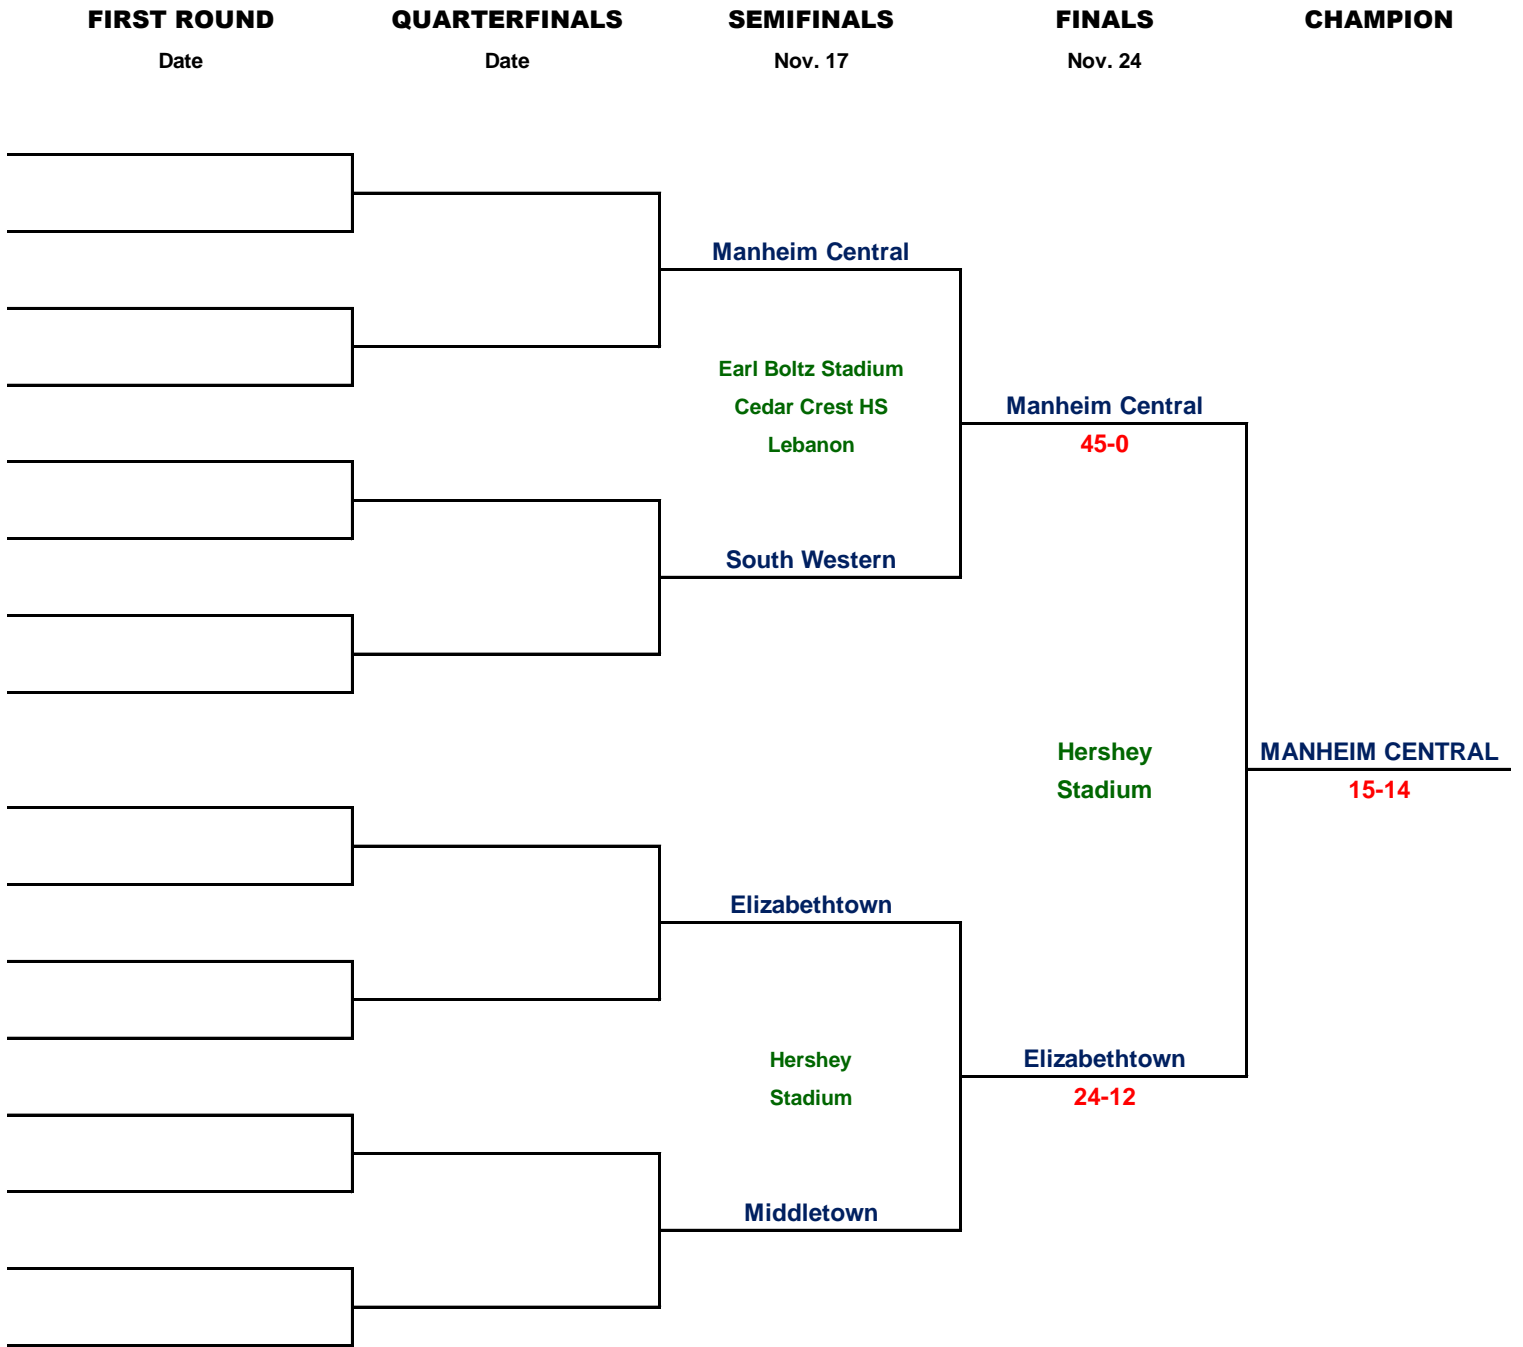 FIRST ROUND
QUARTERFINALS
SEMIFINALS
FINALS
CHAMPION
Date
Date
Nov. 17
Nov. 24
Manheim Central
Earl Boltz Stadium
Cedar Crest HS
Lebanon
Manheim Central
45-0
South Western
Hershey
Stadium
MANHEIM CENTRAL
15-14
Elizabethtown
Hershey
Stadium
Elizabethtown
24-12
Middletown